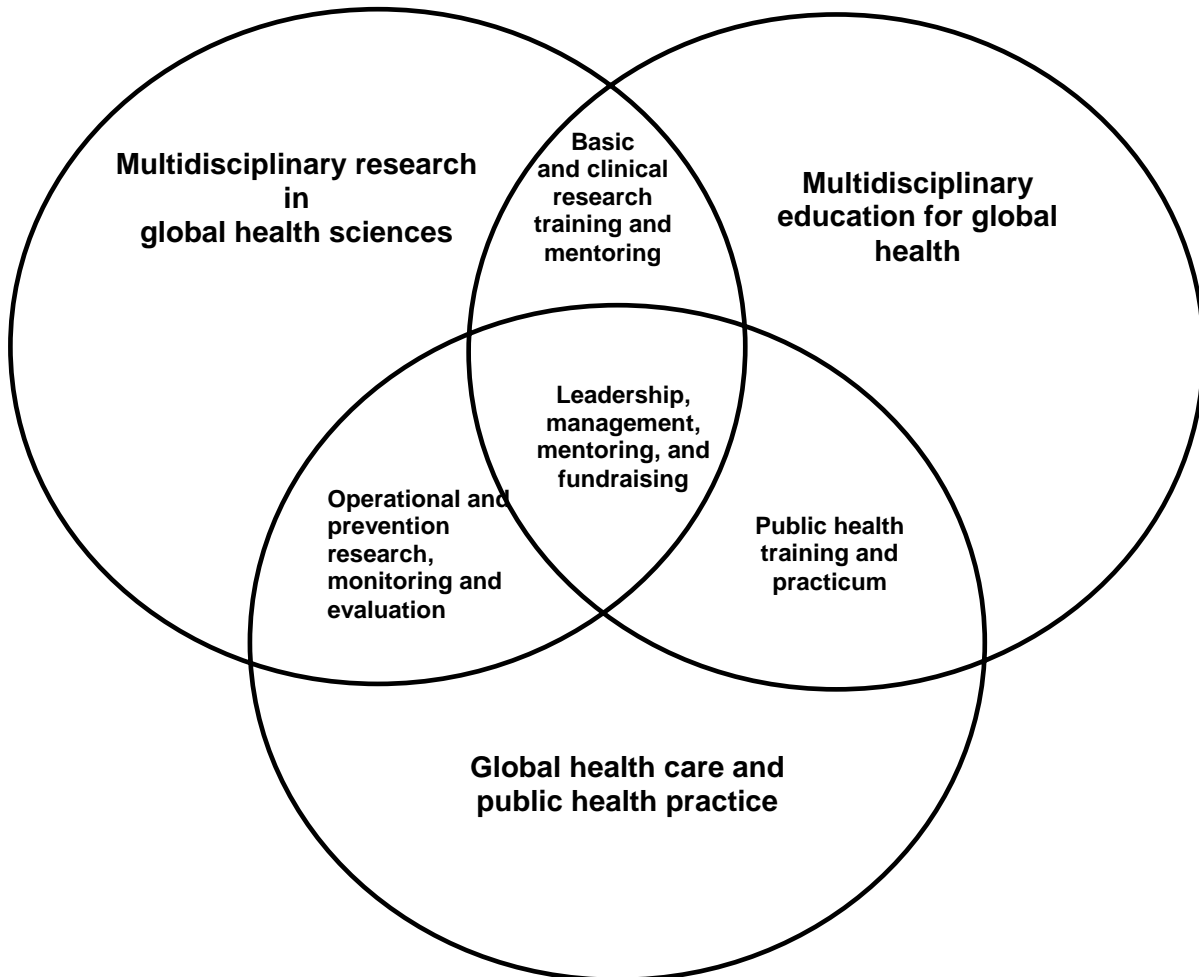 Multidisciplinary research
in
global health sciences
Basic
and clinical
research
training and
mentoring
Multidisciplinary
education for global
health
Leadership,
management,
mentoring, and
fundraising
Operational and
prevention
research,
monitoring and
evaluation
Public health
training and
practicum
Global health care and
public health practice